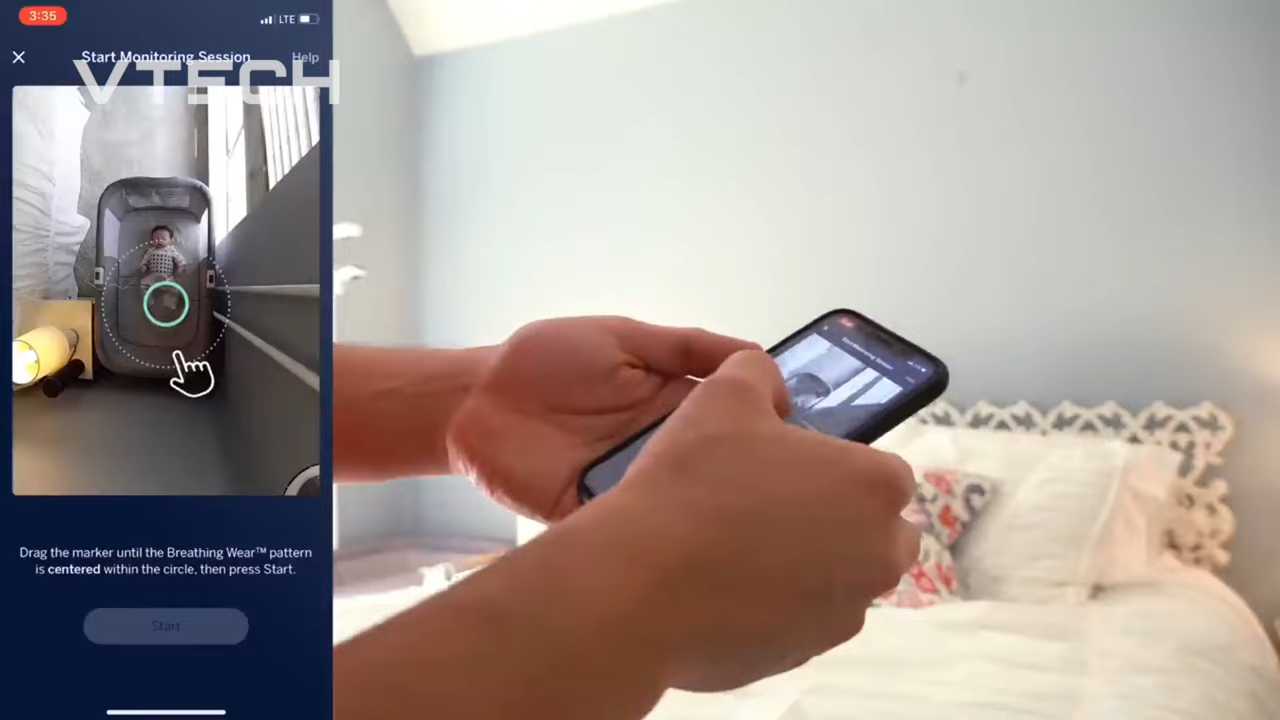 3:35
LTE
Start Monitoring Session
Help
VTECH
Drag the marker until the Breathing Wear™ pattern
is centered within the circle, then press Start.
Start